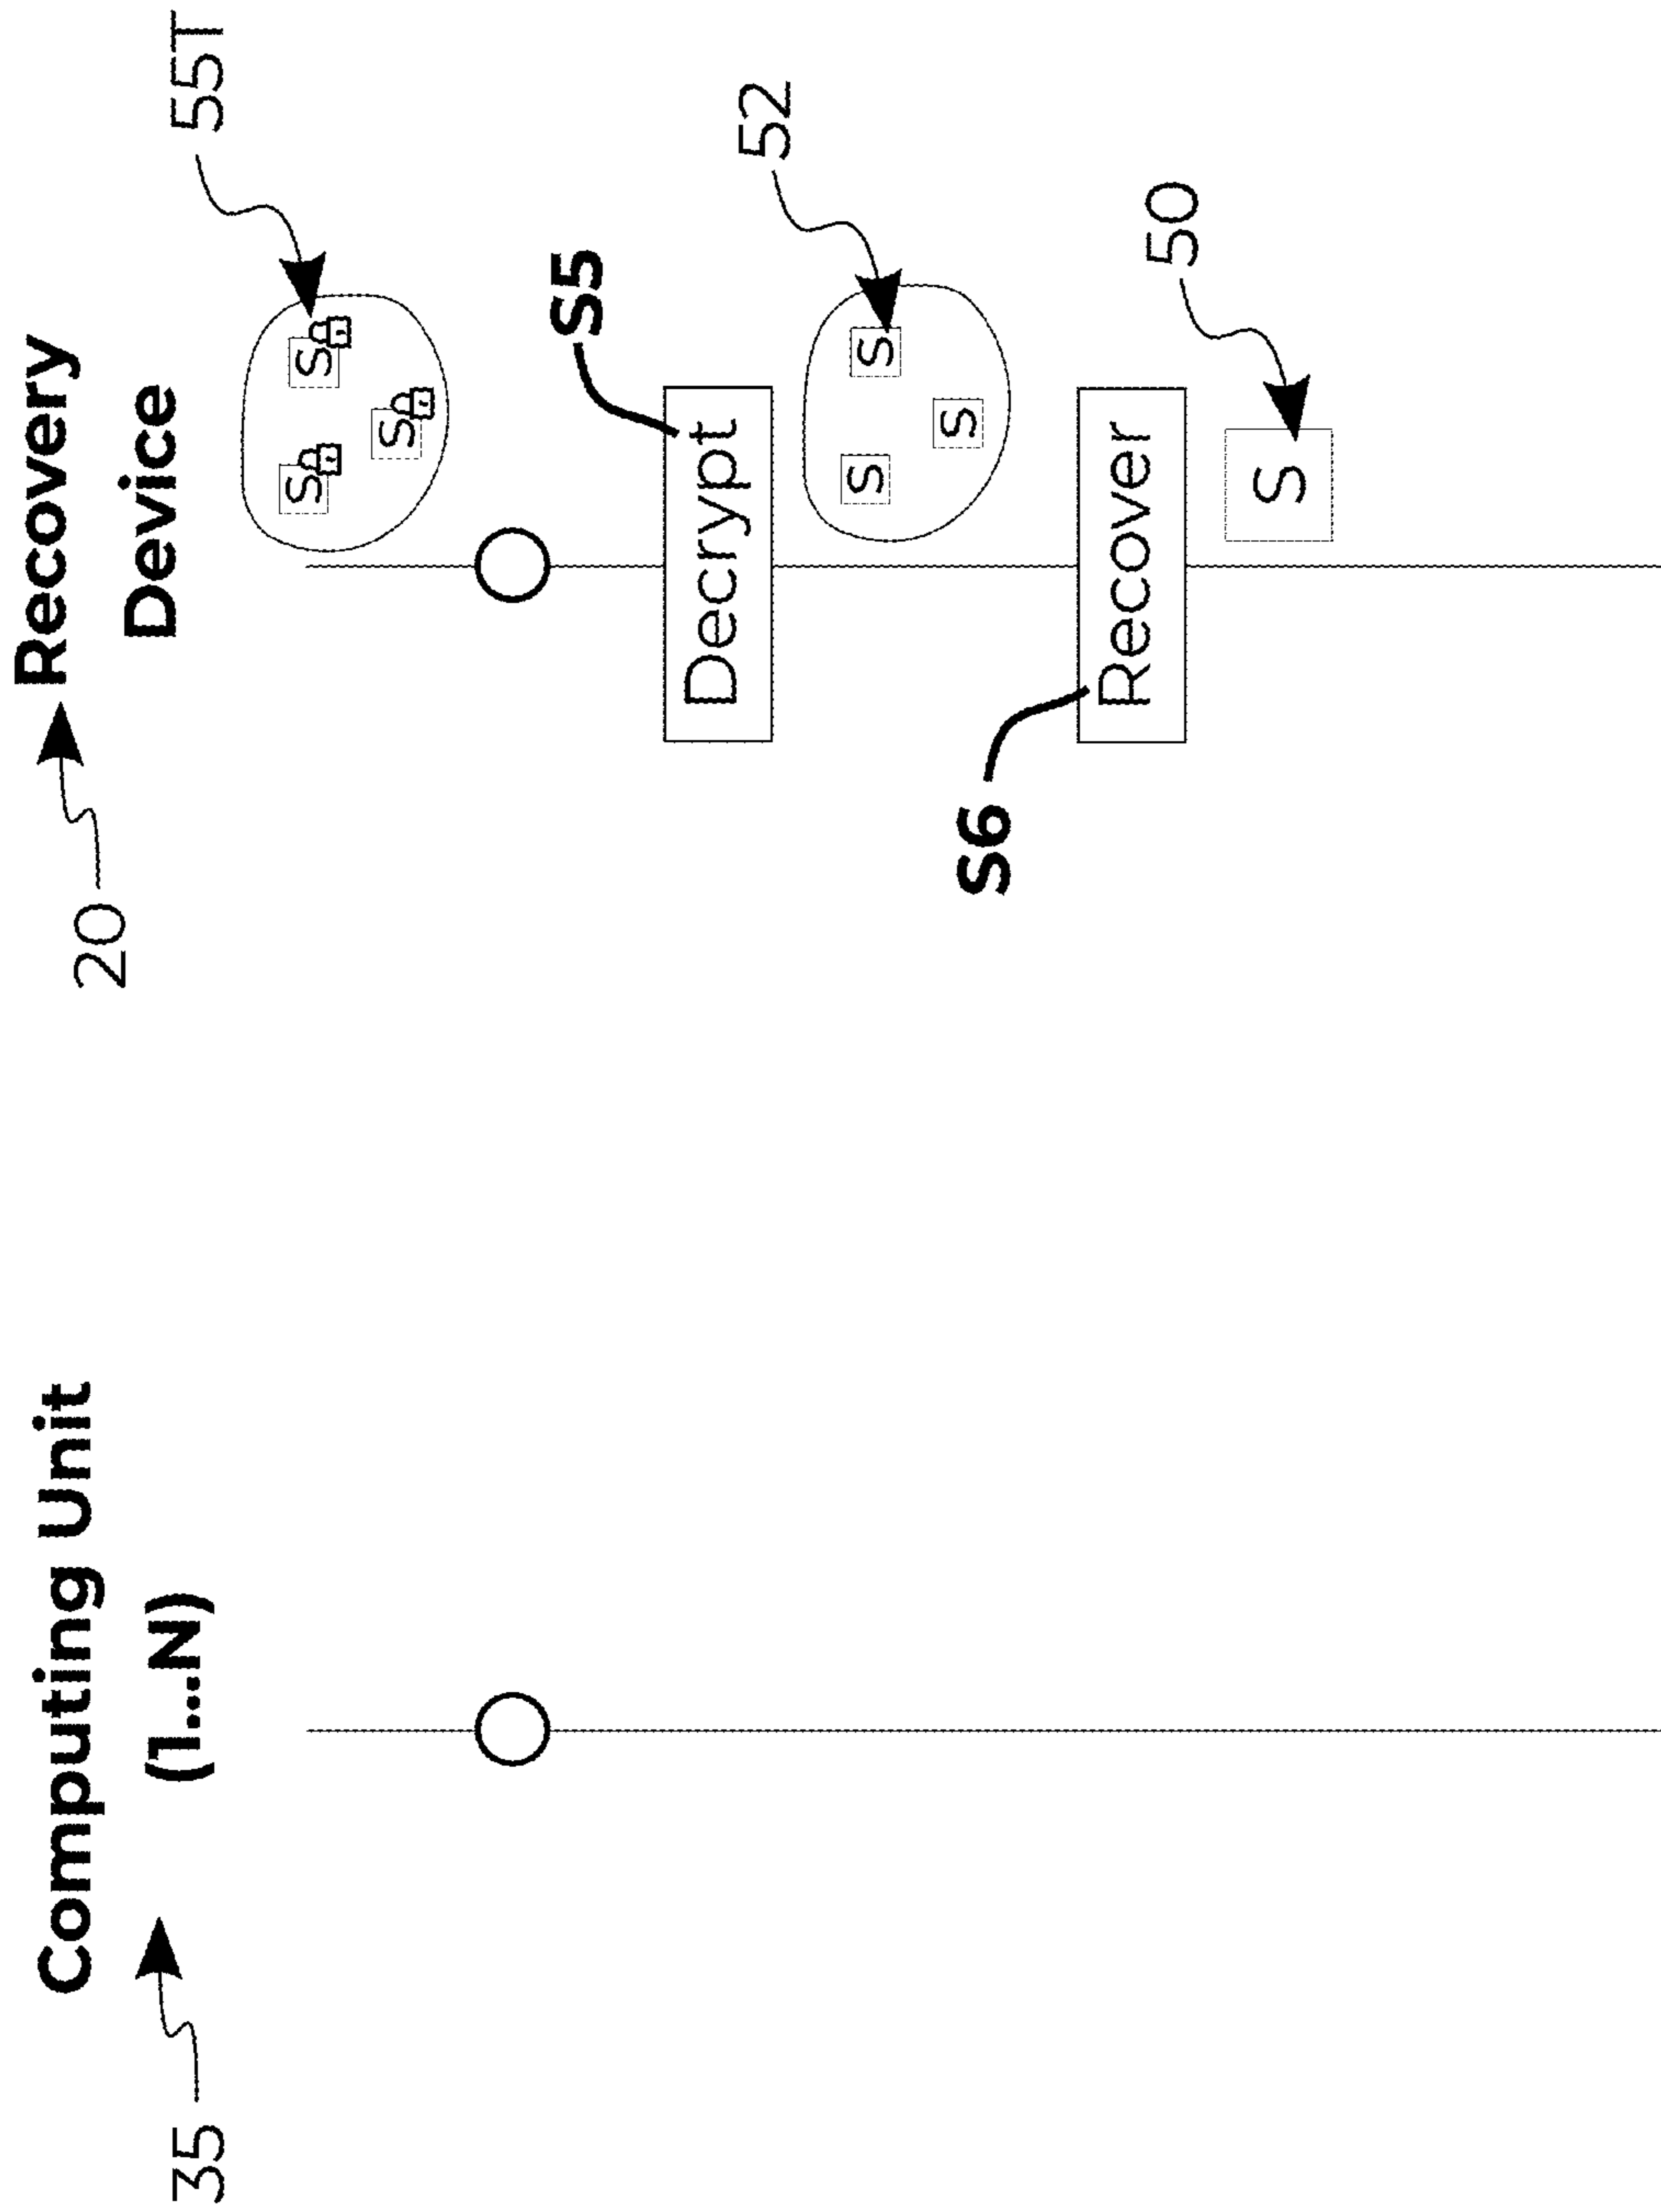 Computing Unit
(1...N)
35
20
Recovery
Device
55T
S
S
S
S5
Decrypt
52
S
S
S
S6
Recover
50
S